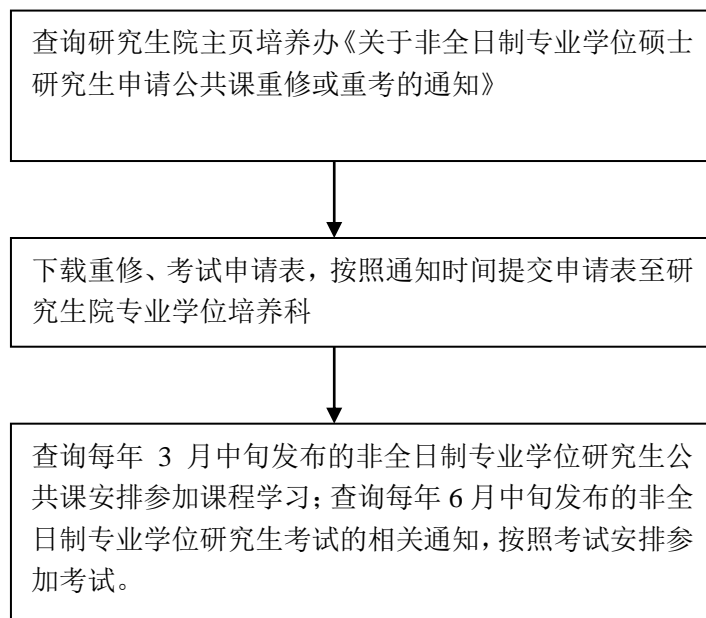 查询研究生院主页培养办《关于非全日制专业学位硕士
研究生申请公共课重修或重考的通知》
下载重修、考试申请表，按照通知时间提交申请表至研
究生院专业学位培养科
查询每年 3 月中旬发布的非全日制专业学位研究生公
共课安排参加课程学习；查询每年 6 月中旬发布的非全
日制专业学位研究生考试的相关通知，按照考试安排参
加考试。